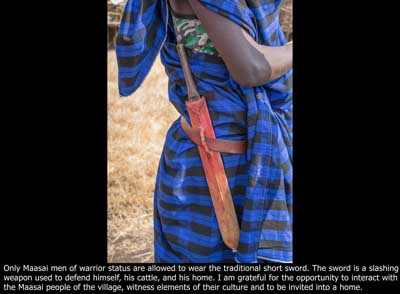 Only Maasai men of warrior status are allowed to wear the traditional short sword. The sword is a slashing
weapon used to defend himself, his cattle, and his home. I am grateful for the opportunity to interact with
the Maasai people of the village, witness elements of their culture and to be invited into a home.